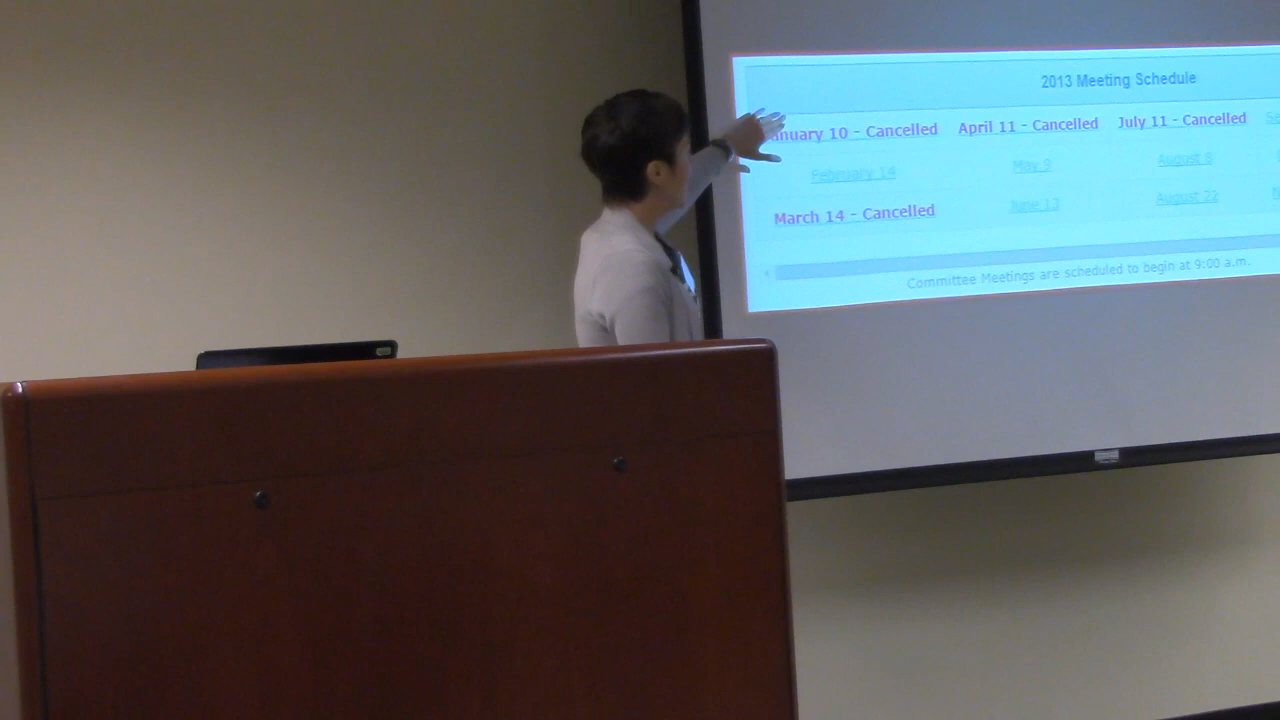 2013 Meeting Schedule
nuary 10 - Cancelled April 11 - Cancelled July 11 - Cancelled
February 14 May 9 August 8
March 14 - Cancelled June 13 August 22
Committee Meetings are scheduled to begin at 9:00 a.m.